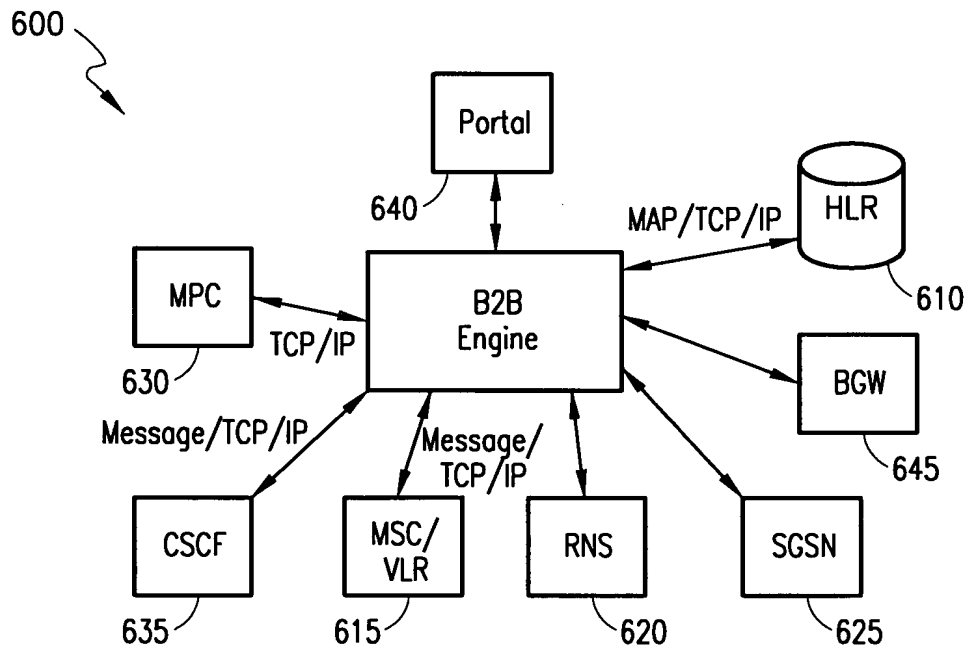 600
Portal
640
MAP/TCP/IP
HLR
610
MPC
630
TCP/IP
B2B
Engine
BGW
645
Message/TCP/IP
Message/
TCP/IP
CSCF
635
MSC/
VLR
615
RNS
620
SGSN
625